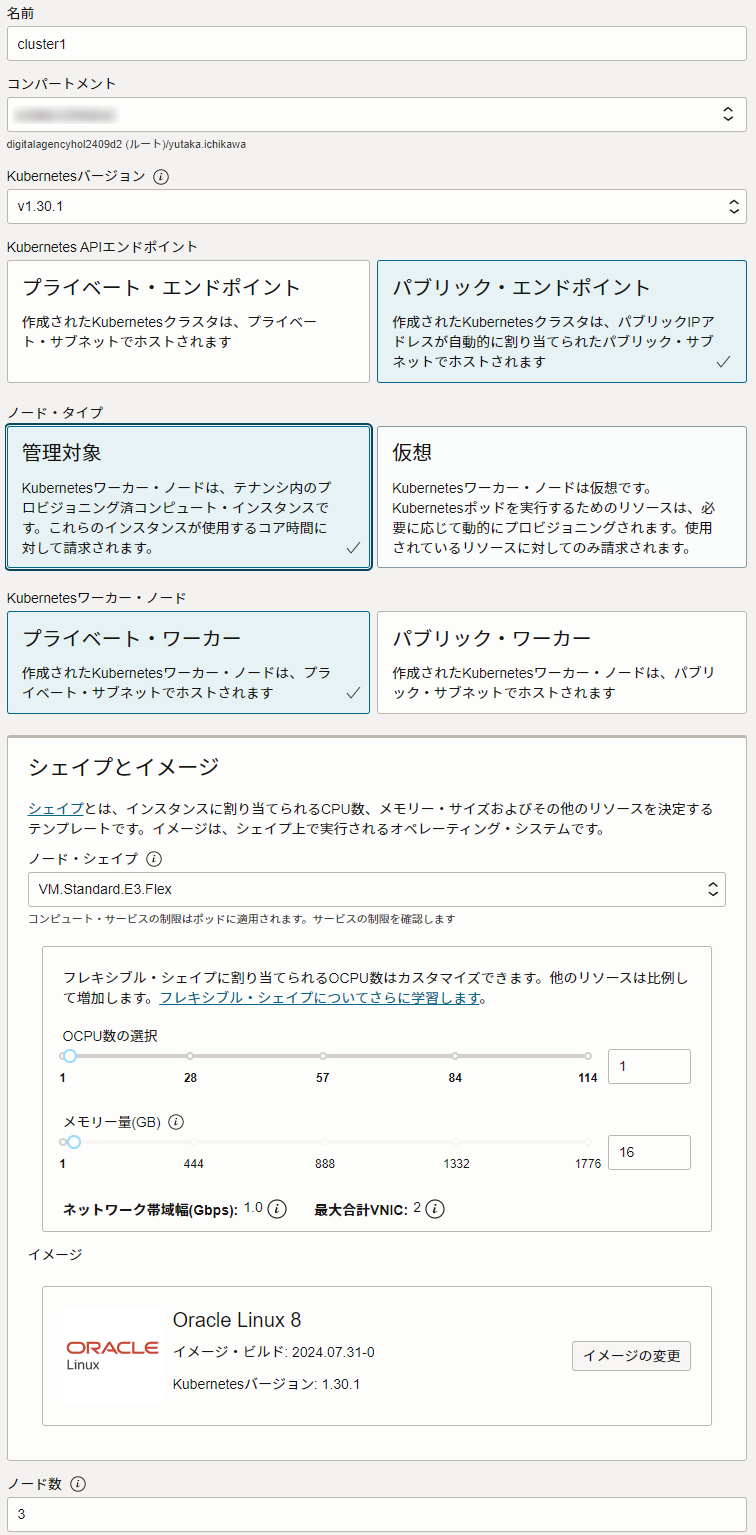 名前
cluster1
コンパートメント
digitalagencyhol2409d2 (ルート)/yutaka.ichikawa
Kubernetesバージョン
v1.30.1
Kubernetes APIエンドポイント
プライベート・エンドポイント
作成されたKubernetesクラスタは、プライベー
ト・サブネットでホストされます
パブリック・エンドポイント
作成されたKubernetesクラスタは、パブリックIPア
ドレスが自動的に割り当てられたパブリック・サブ
ネットでホストされます
ノード・タイプ
管理対象
Kubernetesワーカー・ノードは、テナンシ内のプ
ロビジョニング済コンピュート・インスタンスで
す。これらのインスタンスが使用するコア時間に
対して請求されます。
仮想
Kubernetesワーカー・ノードは仮想です。
Kubernetesポッドを実行するためのリソースは、必
要に応じて動的にプロビジョニングされます。使用
されているリソースに対してのみ請求されます。
Kubernetesワーカー・ノード
プライベート・ワーカー
作成されたKubernetesワーカー・ノードは、プラ
イベート・サブネットでホストされます
パブリック・ワーカー
作成されたKubernetesワーカー・ノードは、パブリ
ック・サブネットでホストされます
シェイプとイメージ
シェイプとは、インスタンスに割り当てられるCPU数、メモリー・サイズおよびその他のリソースを決定する
テンプレートです。イメージは、シェイプ上で実行されるオペレーティング・システムです。
ノード・シェイプ
VM.Standard.E3.Flex
コンピュート・サービスの制限はポッドに適用されます。サービスの制限を確認します
フレキシブル・シェイプに割り当てられるOCPU数はカスタマイズできます。他のリソースは比例し
て増加します。フレキシブル・シェイプについてさらに学習します。
OCPU数の選択
1 28 57 84 114
1
メモリー量(GB)
1 444 888 1332 1776
16
ネットワーク帯域幅(Gbps): 1.0 最大合計VNIC: 2
イメージ
ORACLE
Linux
Oracle Linux 8
イメージ・ビルド: 2024.07.31-0
Kubernetesバージョン: 1.30.1
イメージの変更
ノード数
3